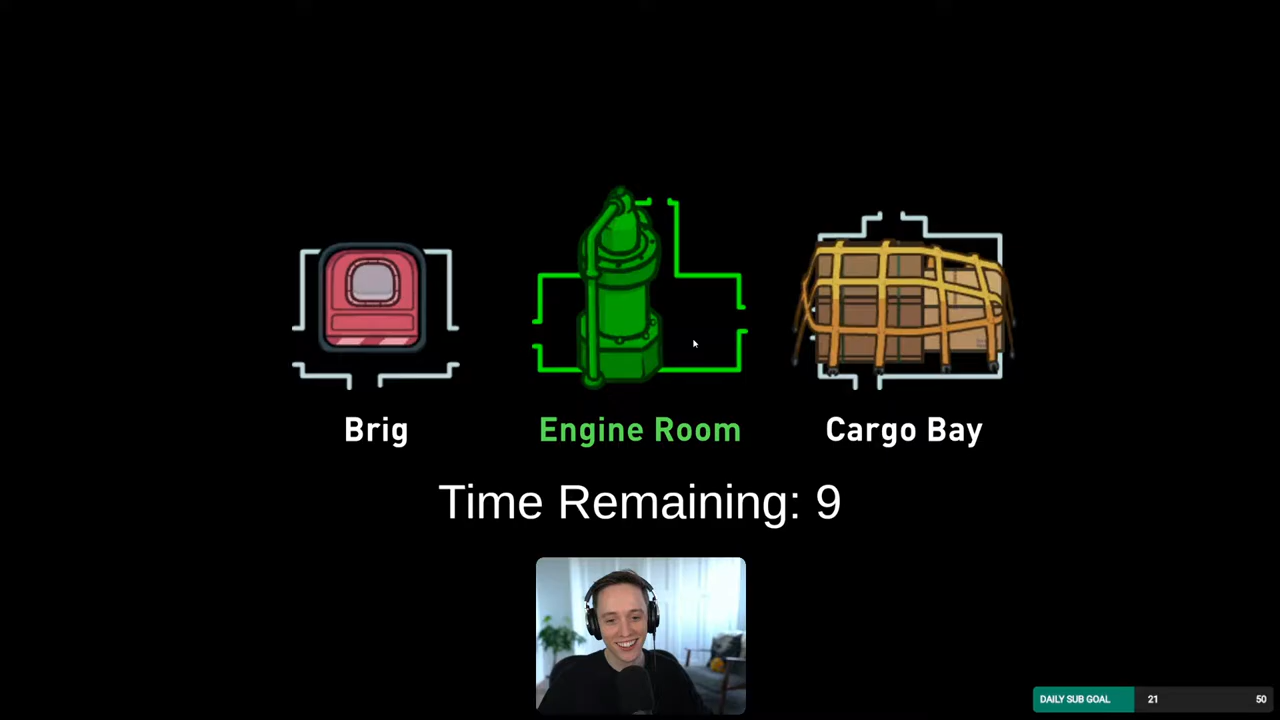 Brig
Engine Room
Cargo Bay
Time Remaining: 9
DAILY SUB GOAL 21 50